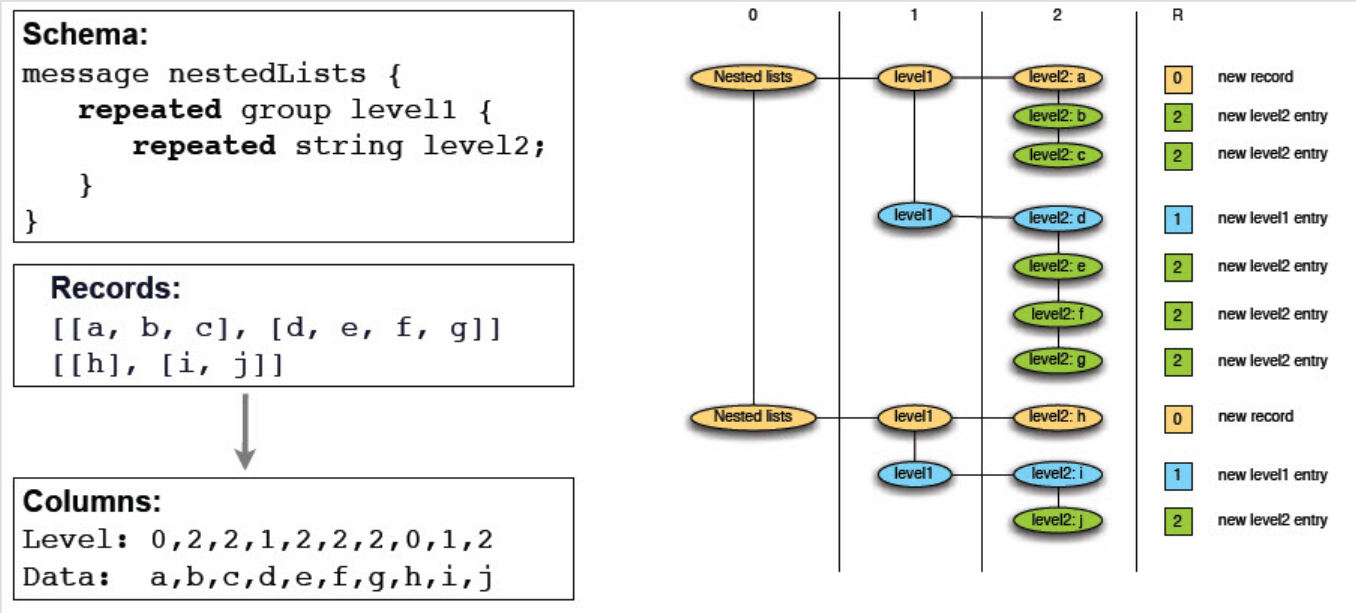 Schema:
message nestedLists {
repeated group level1 {
repeated string level2;
}
}
Records:
[[a, b, c], [d, e, f, g]]
[[h], [i, j]]
Columns:
Level: 0,2,2,1,2,2,2,0,1,2
Data: a,b,c,d,e,f,g,h,i,j
0 1 2 R
Nested lists level1 level2: a 0 new record
level2: b 2 new level2 entry
level2: c 2 new level2 entry
level1 level2: d 1 new level1 entry
level2: e 2 new level2 entry
level2: f 2 new level2 entry
level2: g 2 new level2 entry
Nested lists level1 level2: h 0 new record
level1 level2: i 1 new level1 entry
level2: j 2 new level2 entry